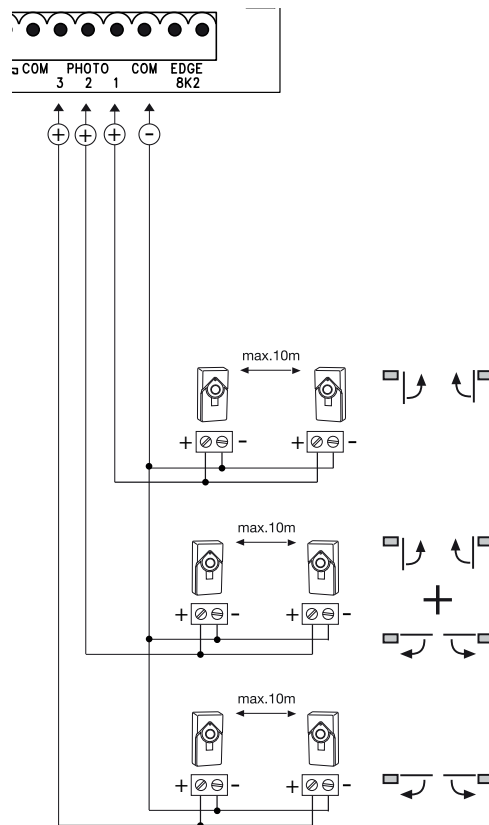 COM PHOTO COM EDGE
3 2 1 8K2
+ + + -
max.10m
+ - + -
max.10m
+ - + -
+
max.10m
+ - + -